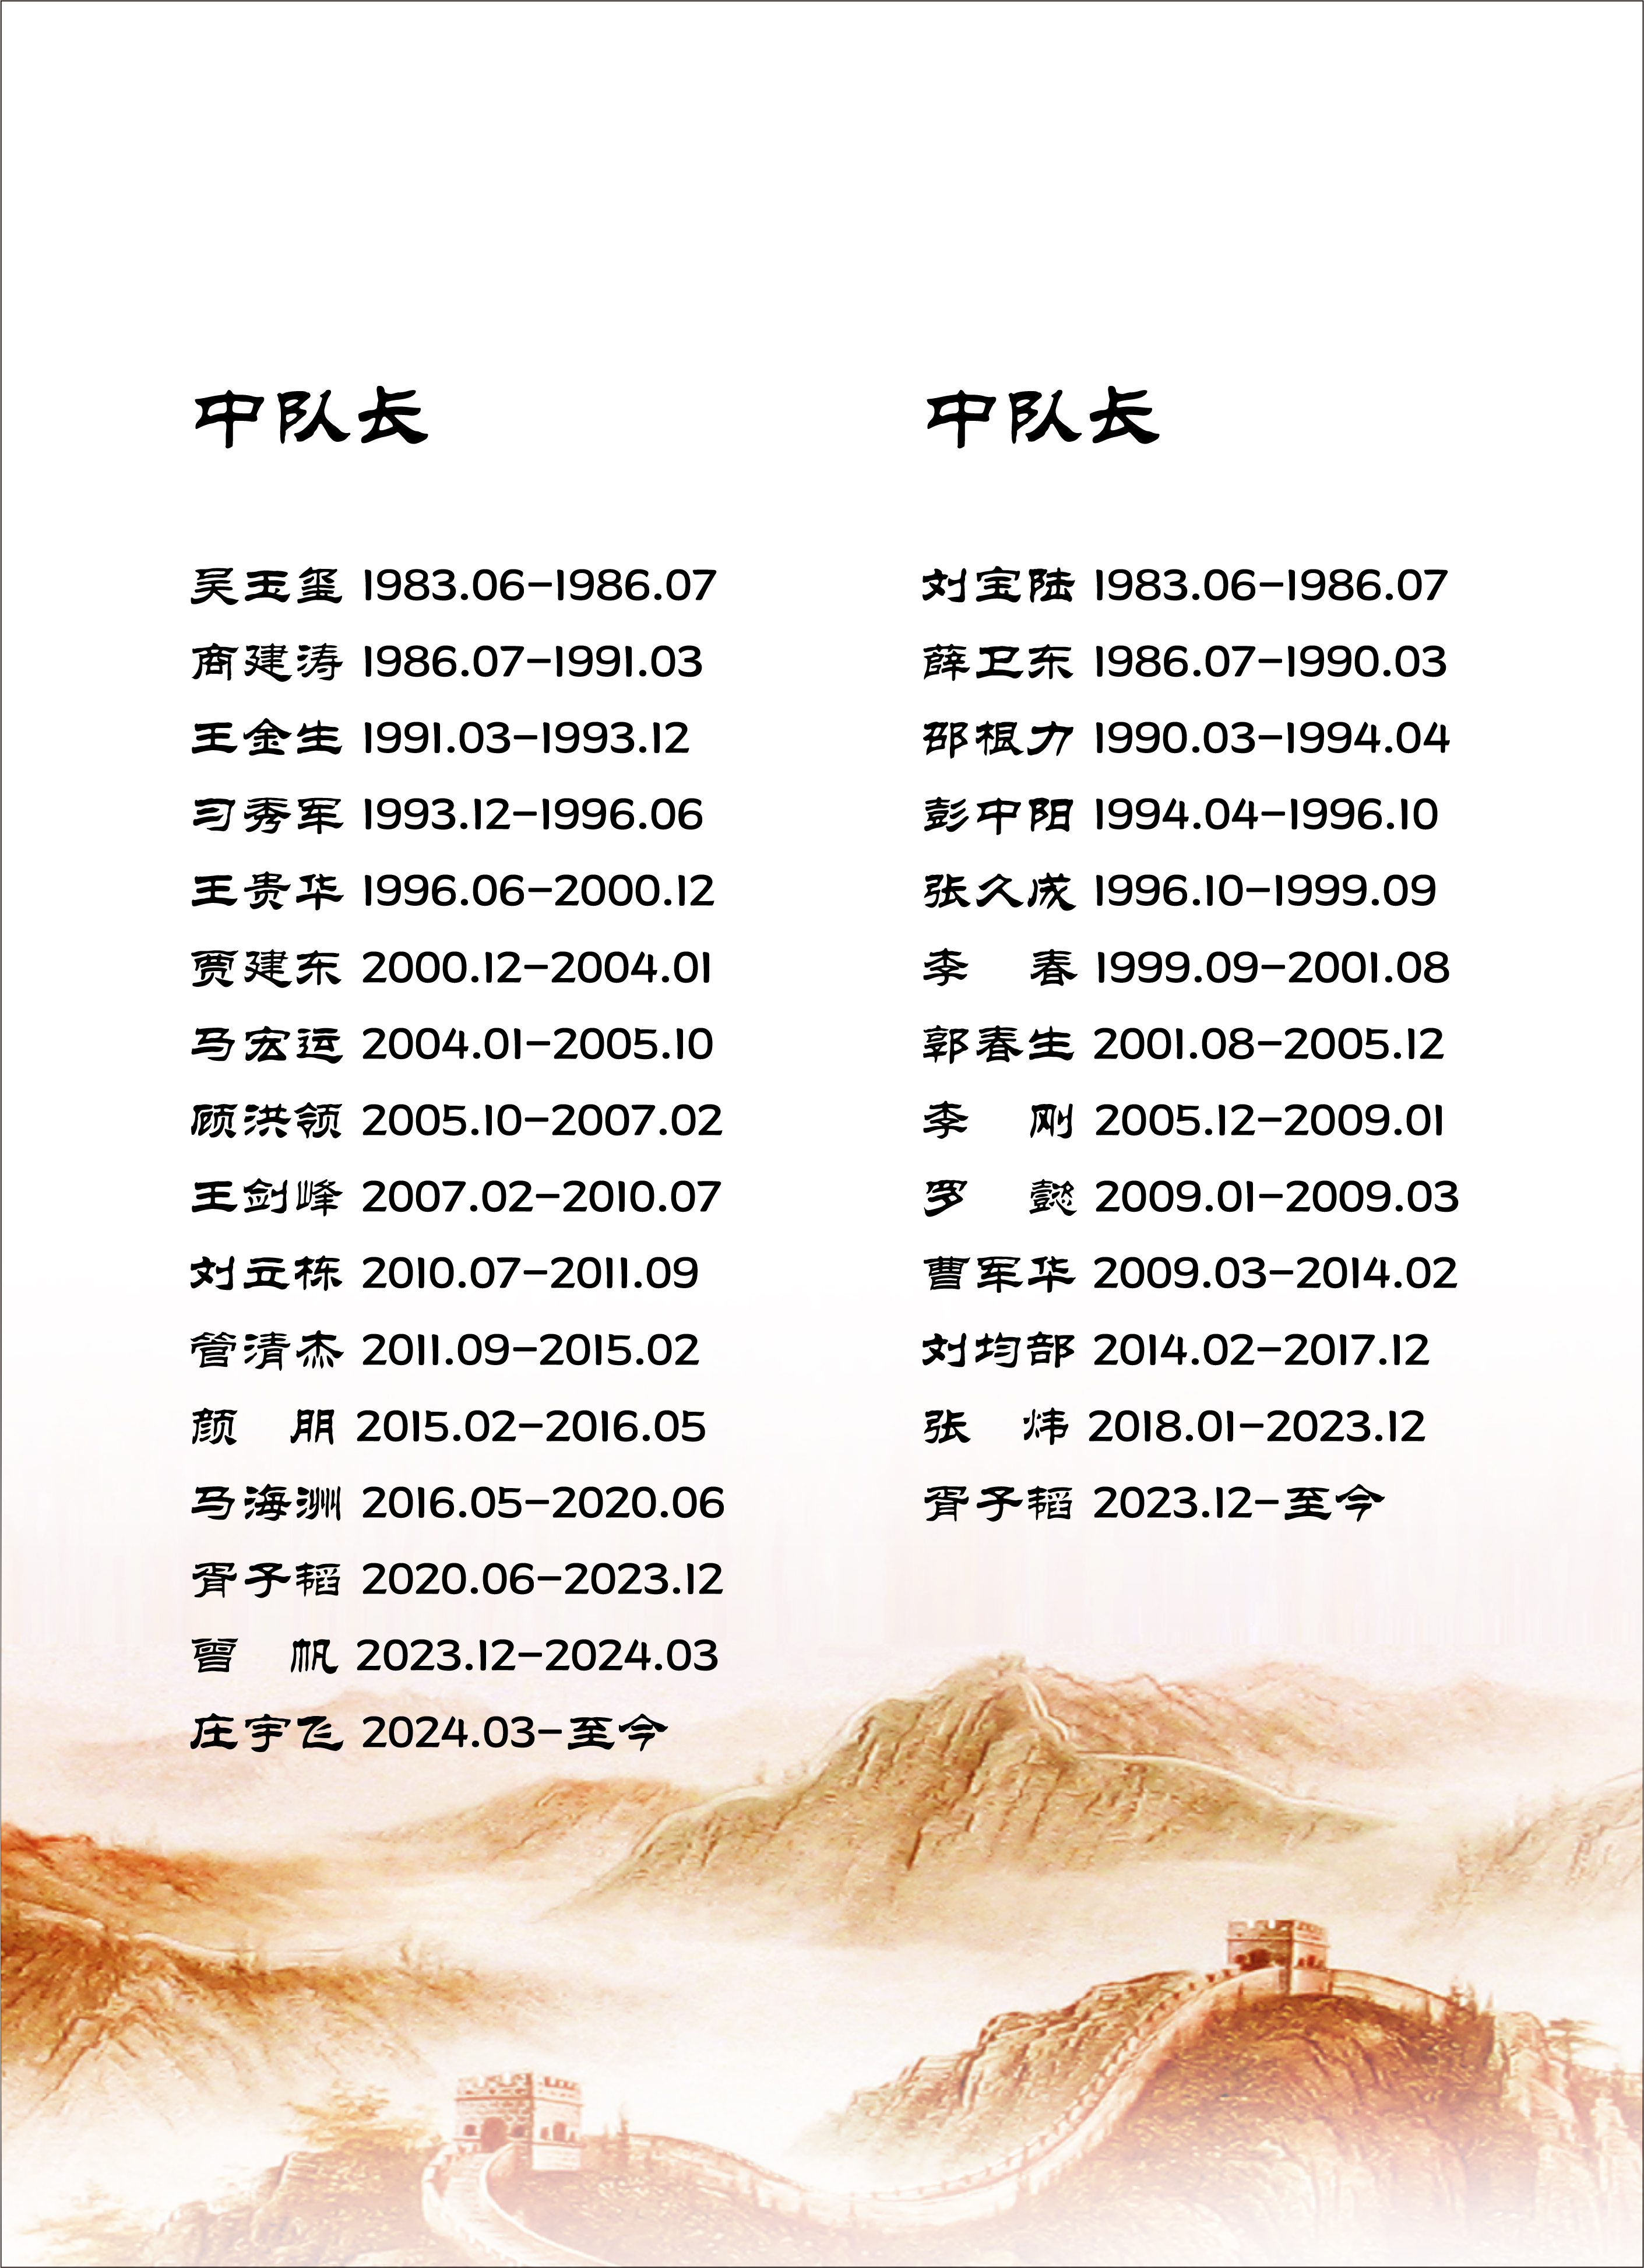 中队长
吴玉玺 1983.06-1986.07
商建涛 1986.07-1991.03
王金生 1991.03-1993.12
刁秀军 1993.12-1996.06
王贵华 1996.06-2000.12
贾建东 2000.12-2004.01
马宏运 2004.01-2005.10
顾洪领 2005.10-2007.02
王剑峰 2007.02-2010.07
刘立栋 2010.07-2011.09
管清杰 2011.09-2015.02
颜 朋 2015.02-2016.05
马海洲 2016.05-2020.06
胥子韬 2020.06-2023.12
曾 帆 2023.12-2024.03
庄宇飞 2024.03-至今
中队长
刘宝陆 1983.06-1986.07
薛卫东 1986.07-1990.03
邵根力 1990.03-1994.04
彭中阳 1994.04-1996.10
张久成 1996.10-1999.09
李 春 1999.09-2001.08
郭春生 2001.08-2005.12
李 刚 2005.12-2009.01
罗 懿 2009.01-2009.03
曹军华 2009.03-2014.02
刘均部 2014.02-2017.12
张 炜 2018.01-2023.12
胥子韬 2023.12-至今